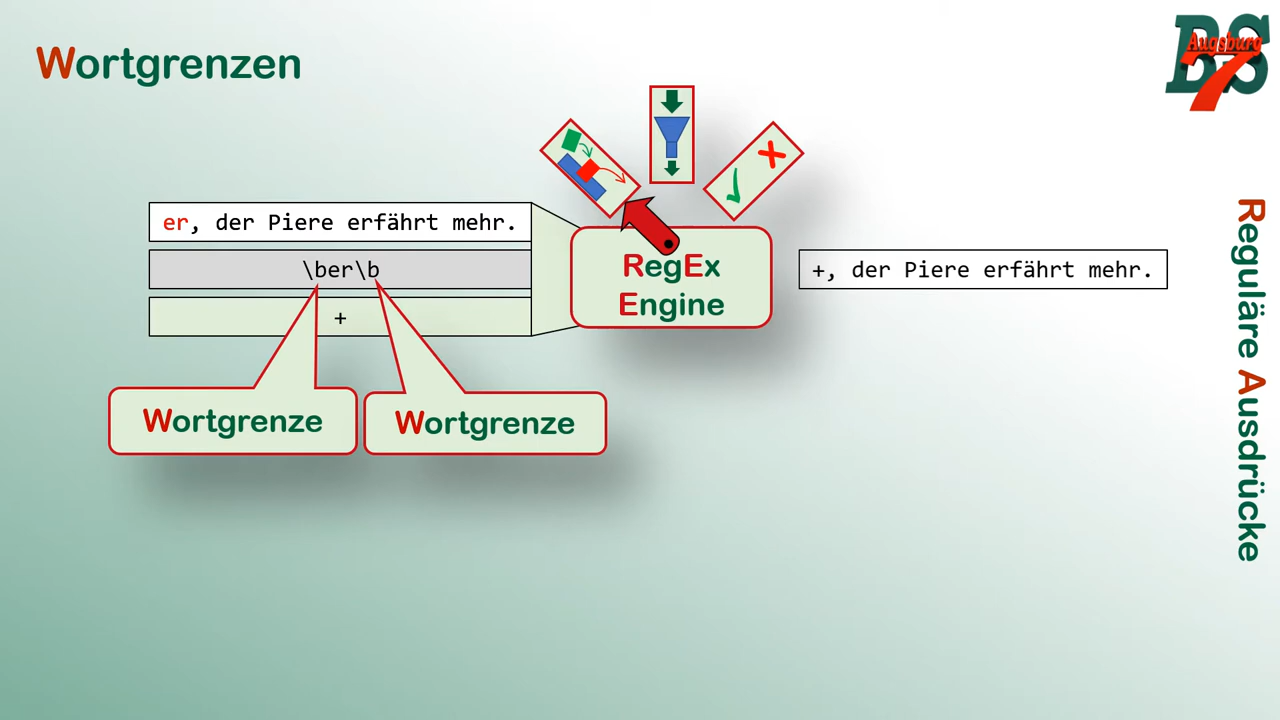 Wortgrenzen
BS
Augsburg
7
er, der Piere erfährt mehr.
\ber\b
+
RegEx
Engine
+, der Piere erfährt mehr.
Wortgrenze
Wortgrenze
Reguläre Ausdrücke